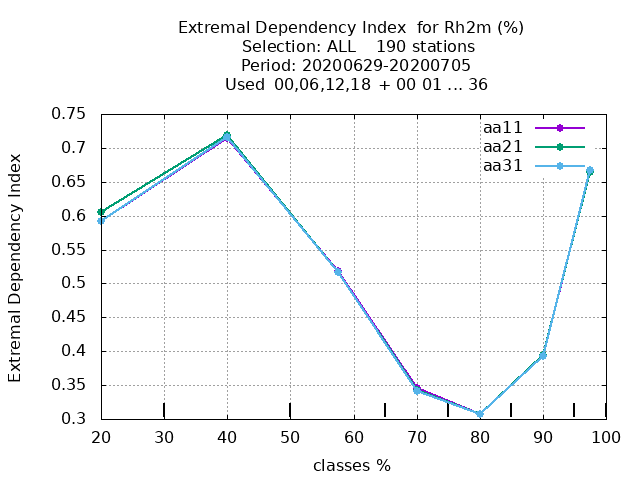 Extremal Dependency Index  for Rh2m (%)
Selection: ALL    190 stations
Period: 20200629-20200705
Used  00,06,12,18 + 00 01 ... 36
aa11
aa21
aa31
Extremal Dependency Index
0.75
0.7
0.65
0.6
0.55
0.5
0.45
0.4
0.35
0.3
20 30 40 50 60 70 80 90 100
classes %